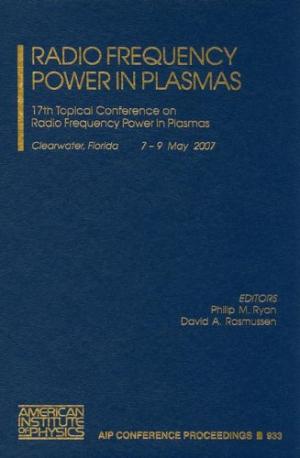 RADIO FREQUENCY
POWER IN PLASMAS
17th Topical Conference on
Radio Frequency Power in Plasmas
Clearwater, Florida 7 – 9 May 2007
EDITORS
Philip M. Ryan
David A. Rasmussen
AMERICAN
INSTITUTE
OF PHYSICS
AIP CONFERENCE PROCEEDINGS 933